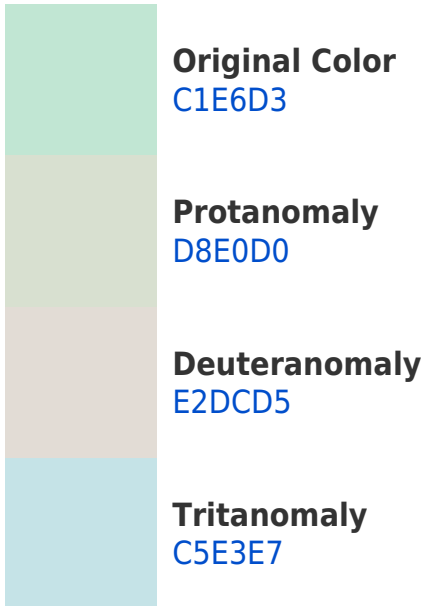 Original Color
C1E6D3
Protanomaly
D8E0D0
Deuteranomaly
E2DCD5
Tritanomaly
C5E3E7